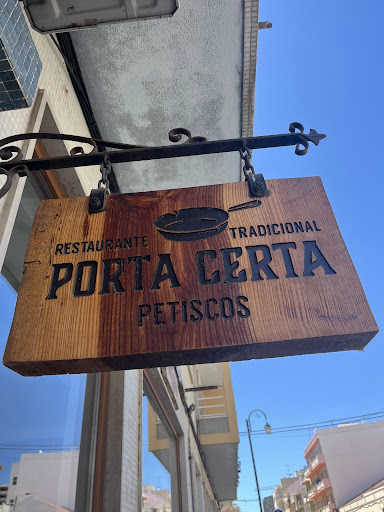 RESTAURANTE TRADICIONAL
PORTA CERTA
PETISCOS